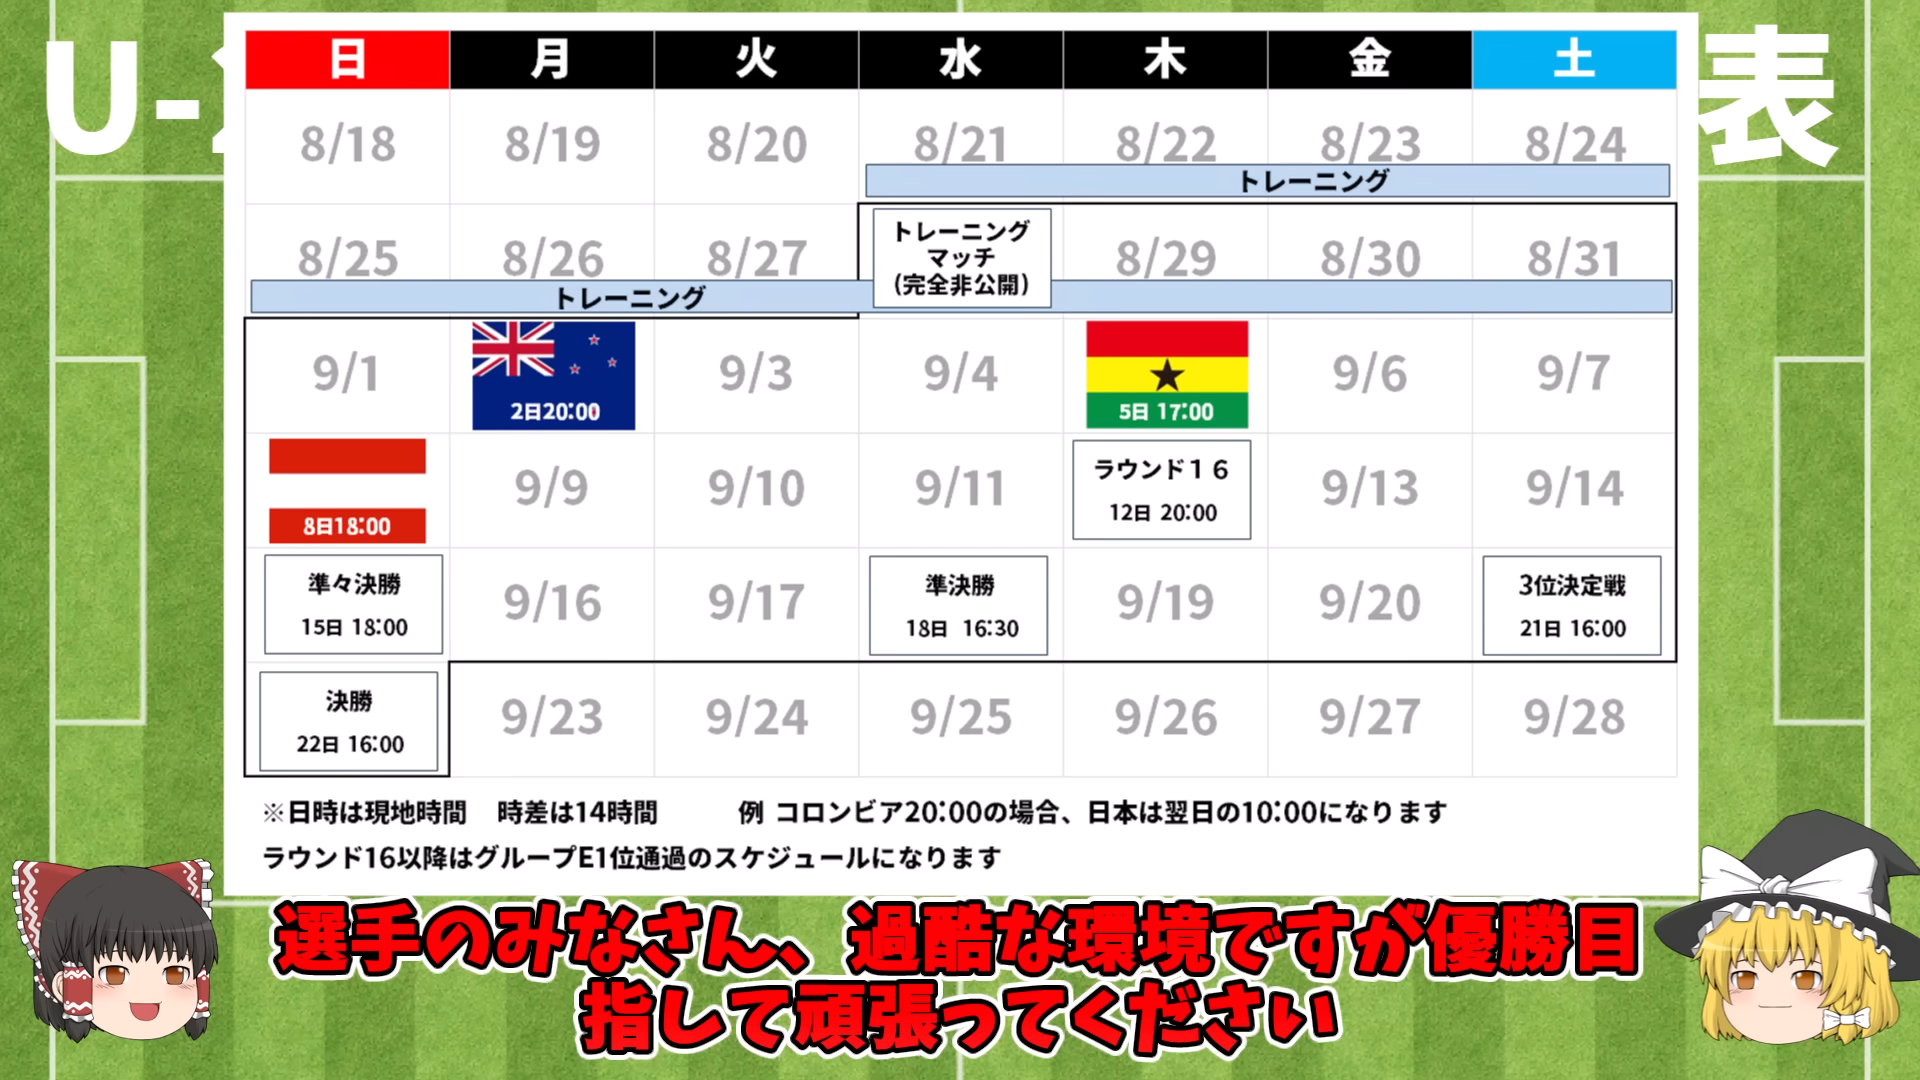 U-
表
日 月 火 水 木 金 土
8/18 8/19 8/20 8/21 8/22 8/23 8/24
トレーニング
8/25 8/26 8/27
トレーニング
マッチ
(完全非公開)
8/29 8/30 8/31
トレーニング
9/1
2日20:00
9/3 9/4
5日 17:00
9/6 9/7
8日18:00
9/9 9/10 9/11
ラウンド１６
12日 20:00
9/13 9/14
準々決勝
15日 18:00
9/16 9/17
準決勝
18日 16:30
9/19 9/20
3位決定戦
21日 16:00
決勝
22日 16:00
9/23 9/24 9/25 9/26 9/27 9/28
※日時は現地時間 時差は14時間 例 コロンビア20:00の場合、日本は翌日の10:00になります
ラウンド16以降はグループE1位通過のスケジュールになります
選手のみなさん、過酷な環境ですが優勝目
指して頑張ってください